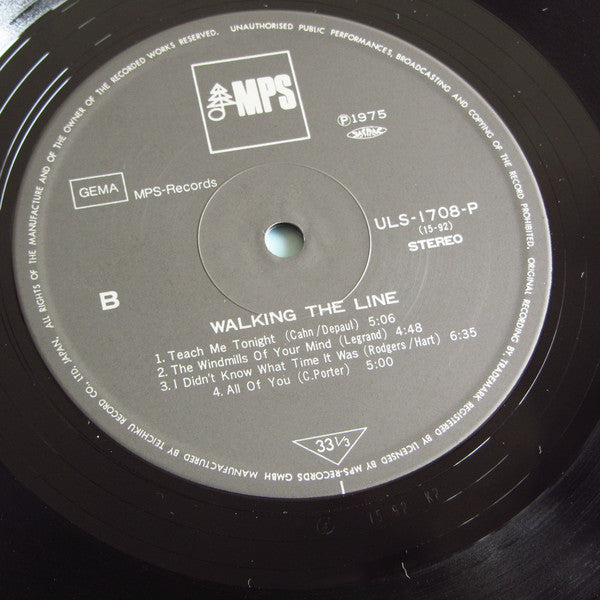 ALL RIGHTS OF THE MANUFACTURE AND OF THE OWNER OF THE RECORDED WORKS RESERVED. UNAUTHORISED PUBLIC PERFORMANCES, BROADCASTING AND COPYING OF THE RECORD PROHIBITED. ORIGINAL RECORDING BY, TRADEMARK REGISTERED BY, LICENSED BY MPS-RECORDS GMBH MANUFACTURED BY TEICHIKU RECORD CO., LTD. JAPAN.
MPS
Ⓟ1975
GEMA
MPS-Records
ULS-1708-P
(15-92)
STEREO
B
WALKING THE LINE
1. Teach Me Tonight (Cahn/Depaul) 5:06
2. The Windmills Of Your Mind (Legrand) 4:48
3. I Didn't Know What Time It Was (Rodgers/Hart) 6:35
4. All Of You (C.Porter) 5:00
33⅓